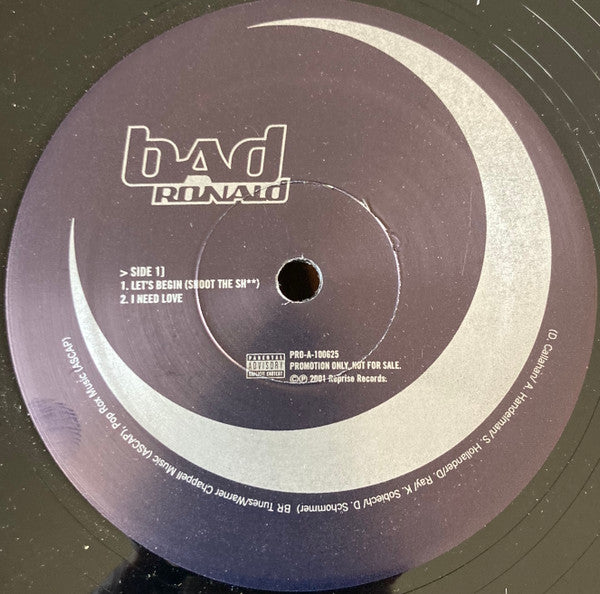 bAd
RONAld
> SIDE 1]
1. LET'S BEGIN (SHOOT THE SH**)
2. I NEED LOVE
PARENTAL
ADVISORY
EXPLICIT CONTENT
PRO-A-100625
PROMOTION ONLY, NOT FOR SALE.
©℗ 2001 Reprise Records.
(D. Callahan/ A. Handelman/ S. Hollander/D. Ray/ K. Sobiech/ D. Schommer) BR Tunes/Warner Chappell Music (ASCAP), Pop Rox Music (ASCAP)